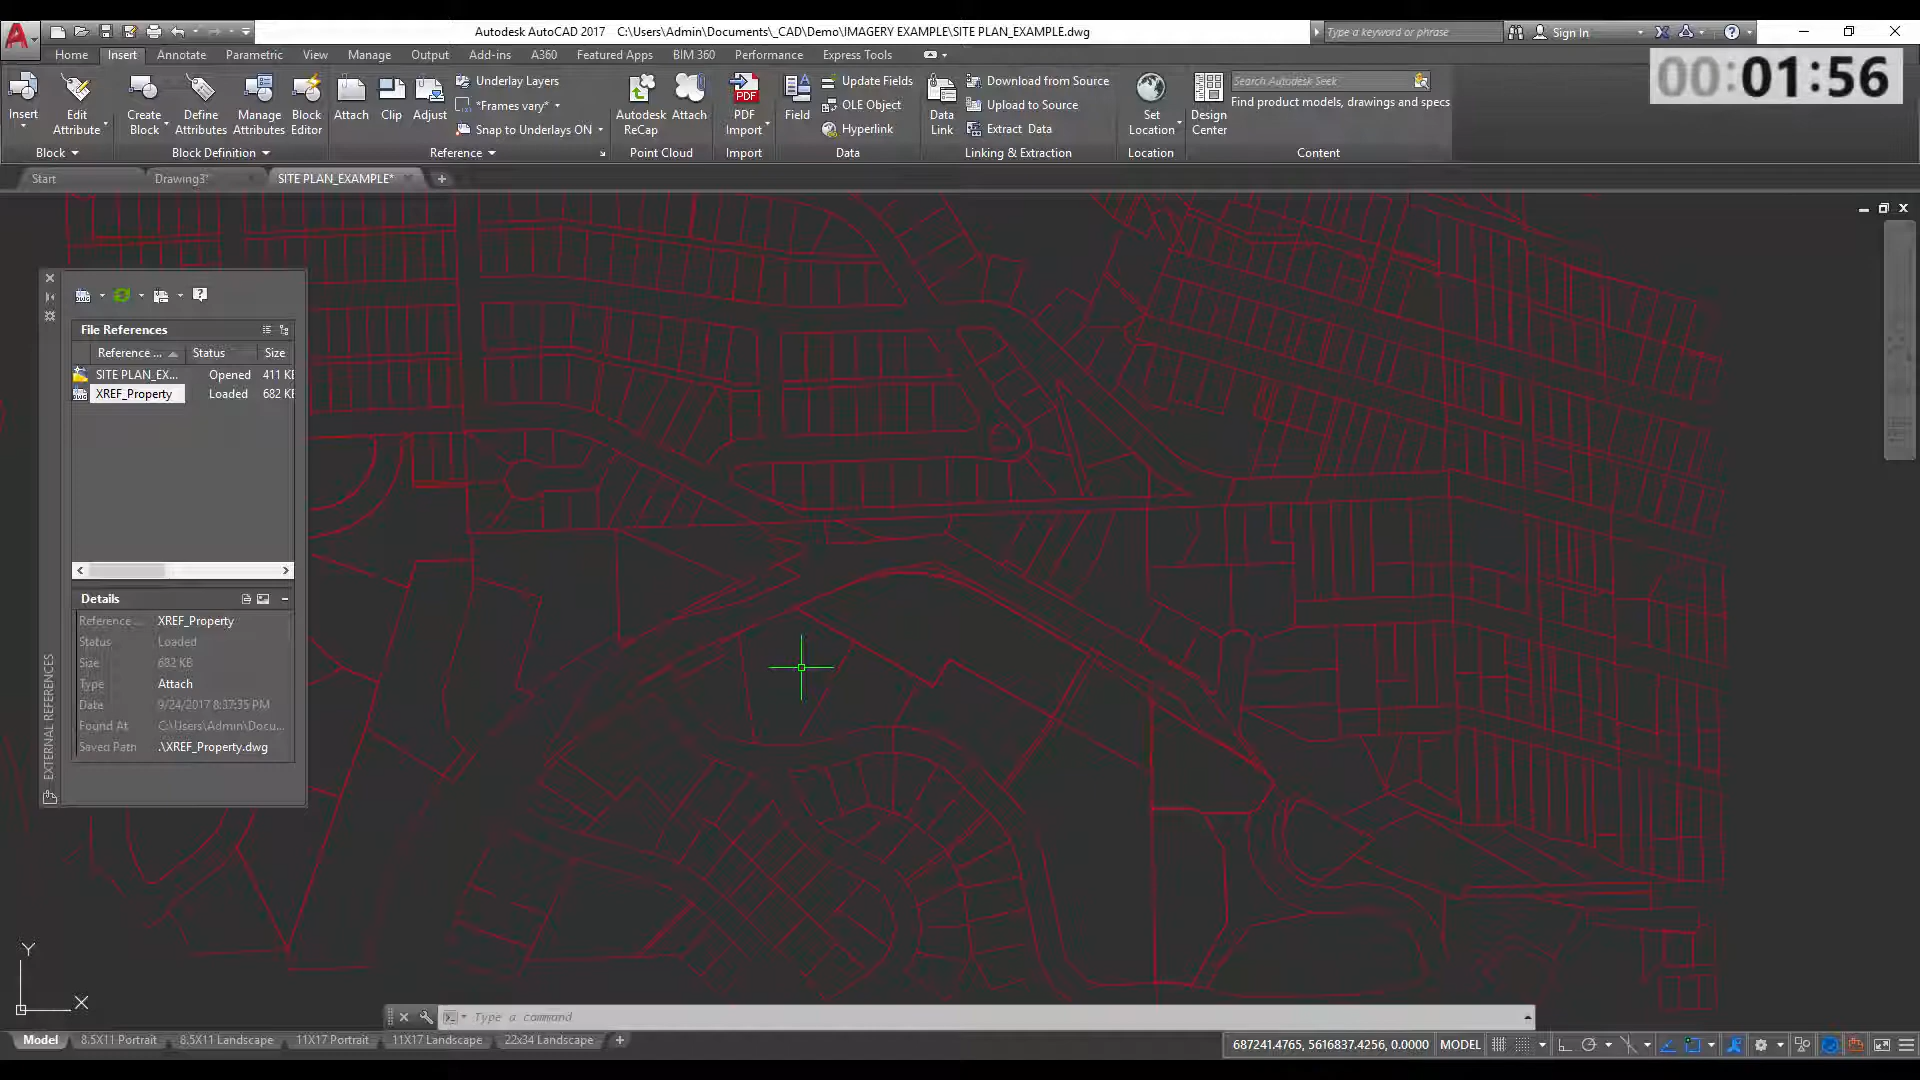 Autodesk AutoCAD 2017 C:\Users\Admin\Documents\_CAD\Demo\IMAGERY EXAMPLE\SITE PLAN_EXAMPLE.dwg
Type a keyword or phrase
Sign In
Home Insert Annotate Parametric View Manage Output Add-ins A360 Featured Apps BIM 360 Performance Express Tools
00:01:56
Insert
Edit
Attribute
Block
Create
Block
Define
Attributes
Manage
Attributes
Block
Editor
Block Definition
Attach
Clip
Adjust
Underlay Layers
*Frames vary*
Snap to Underlays ON
Reference
Autodesk
ReCap
Attach
Point Cloud
PDF
PDF
Import
Import
Field
Update Fields
OLE Object
Hyperlink
Data
Data
Link
Download from Source
Upload to Source
Extract Data
Linking & Extraction
Set
Location
Location
Design
Center
Search Autodesk Seek
Find product models, drawings and specs
Content
Start Drawing3* SITE PLAN_EXAMPLE*
File References
Reference ... Status Size
SITE PLAN_EX... Opened 411 KB
XREF_Property Loaded 682 KB
Details
Reference ... XREF_Property
Status Loaded
Size 682 KB
Type Attach
Date 9/24/2017 8:37:35 PM
Found At C:\Users\Admin\Docu...
Saved Path .\XREF_Property.dwg
EXTERNAL REFERENCES
Y
X
Type a command
Model 8.5X11 Portrait 8.5X11 Landscape 11X17 Portrait 11X17 Landscape 22x34 Landscape
687241.4765, 5616837.4256, 0.0000 MODEL